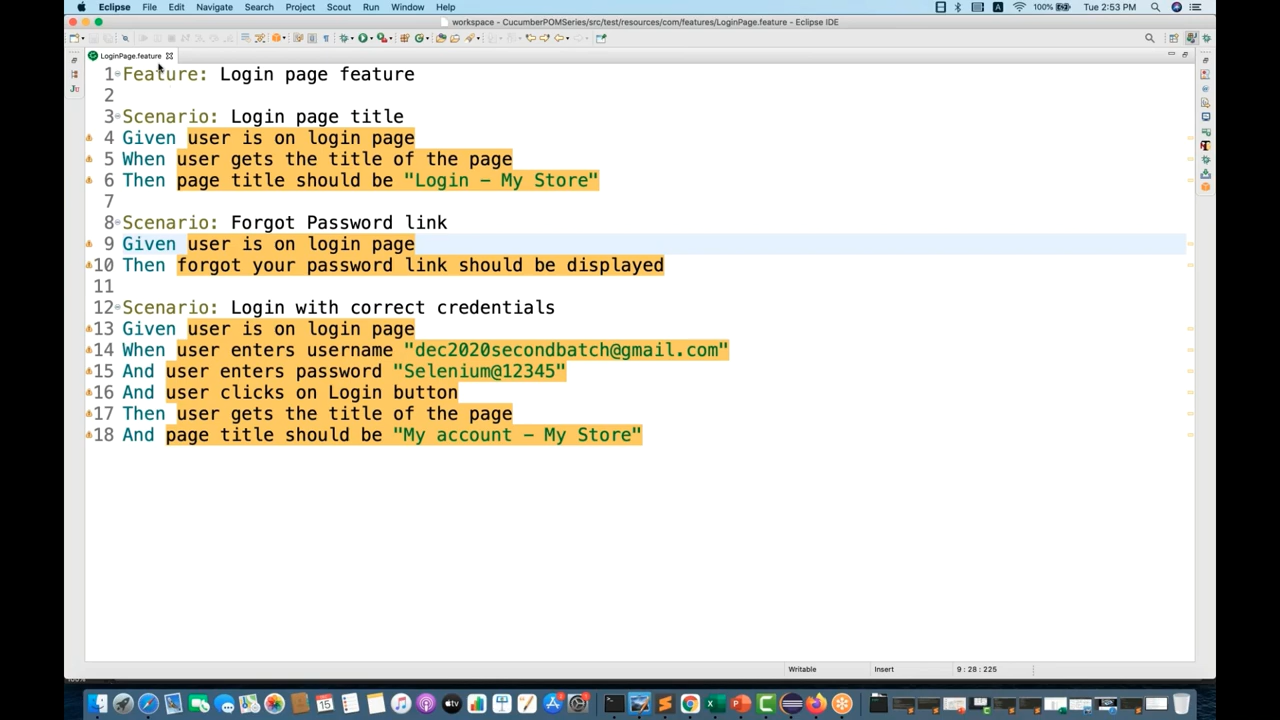 Eclipse File Edit Navigate Search Project Scout Run Window Help 100% Tue 2:53 PM
workspace - CucumberPOMSeries/src/test/resources/com/features/LoginPage.feature - Eclipse IDE
LoginPage.feature
1 Feature: Login page feature
2
3 Scenario: Login page title
4 Given user is on login page
5 When user gets the title of the page
6 Then page title should be "Login - My Store"
7
8 Scenario: Forgot Password link
9 Given user is on login page
10 Then forgot your password link should be displayed
11
12 Scenario: Login with correct credentials
13 Given user is on login page
14 When user enters username "dec2020secondbatch@gmail.com"
15 And user enters password "Selenium@12345"
16 And user clicks on Login button
17 Then user gets the title of the page
18 And page title should be "My account - My Store"
Writable Insert 9 : 28 : 225